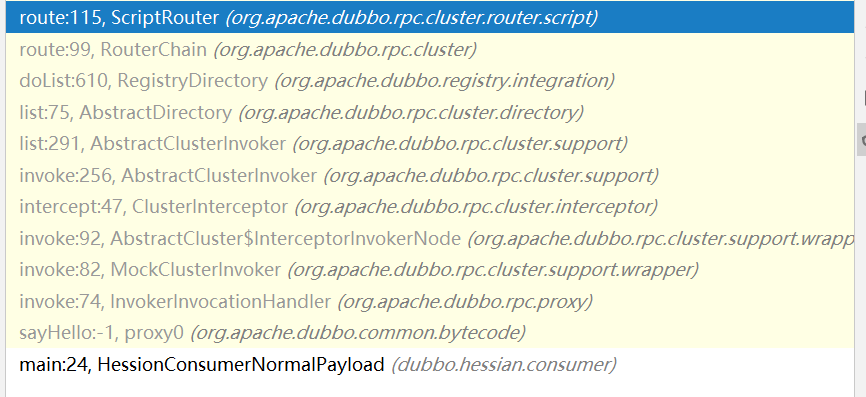 route:115, ScriptRouter (org.apache.dubbo.rpc.cluster.router.script)
route:99, RouterChain (org.apache.dubbo.rpc.cluster)
doList:610, RegistryDirectory (org.apache.dubbo.registry.integration)
list:75, AbstractDirectory (org.apache.dubbo.rpc.cluster.directory)
list:291, AbstractClusterInvoker (org.apache.dubbo.rpc.cluster.support)
invoke:256, AbstractClusterInvoker (org.apache.dubbo.rpc.cluster.support)
intercept:47, ClusterInterceptor (org.apache.dubbo.rpc.cluster.interceptor)
invoke:92, AbstractCluster$InterceptorInvokerNode (org.apache.dubbo.rpc.cluster.support.wrapp
invoke:82, MockClusterInvoker (org.apache.dubbo.rpc.cluster.support.wrapper)
invoke:74, InvokerInvocationHandler (org.apache.dubbo.rpc.proxy)
sayHello:-1, proxy0 (org.apache.dubbo.common.bytecode)
main:24, HessionConsumerNormalPayload (dubbo.hessian.consumer)